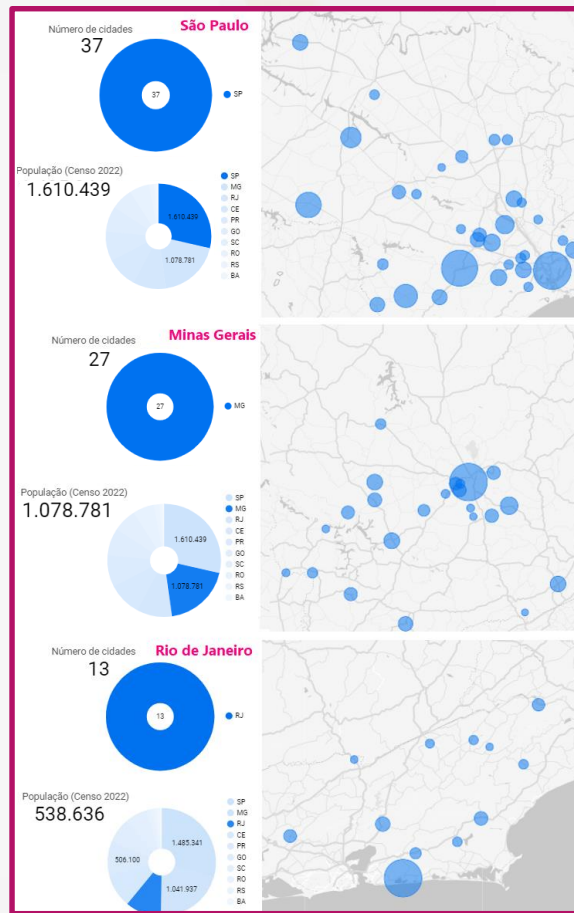 São Paulo
Número de cidades
37
37
SP
População (Censo 2022)
1.610.439
SP
MG
RJ
CE
PR
GO
SC
RO
RS
BA
1.610.439
1.078.781
Minas Gerais
Número de cidades
27
27
MG
População (Censo 2022)
1.078.781
SP
MG
RJ
CE
PR
GO
SC
RO
RS
BA
1.610.439
1.078.781
Rio de Janeiro
Número de cidades
13
13
RJ
População (Censo 2022)
538.636
SP
MG
RJ
CE
PR
GO
SC
RO
RS
BA
1.485.341
506.100
1.041.937